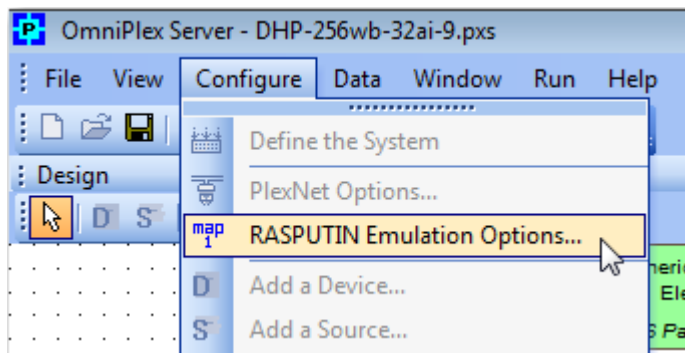 P OmniPlex Server - DHP-256wb-32ai-9.pxs
File View Configure Data Window Run Help
Define the System
Design
PlexNet Options...
D S
map
1
RASPUTIN Emulation Options...
D Add a Device...
S Add a Source...